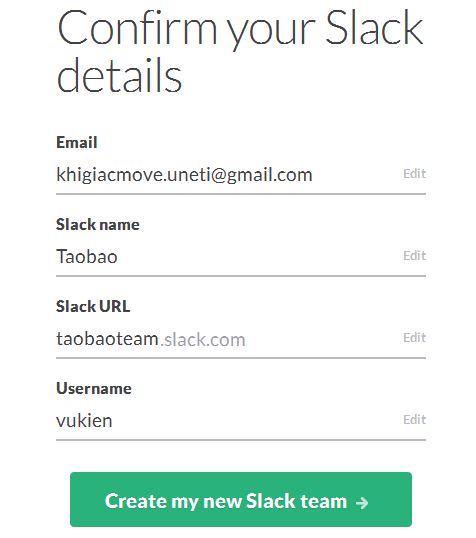 Confirm your Slack
details
Email
khigiacmove.uneti@gmail.com Edit
Slack name
Taobao Edit
Slack URL
taobaoteam.slack.com Edit
Username
vukien Edit
Create my new Slack team →